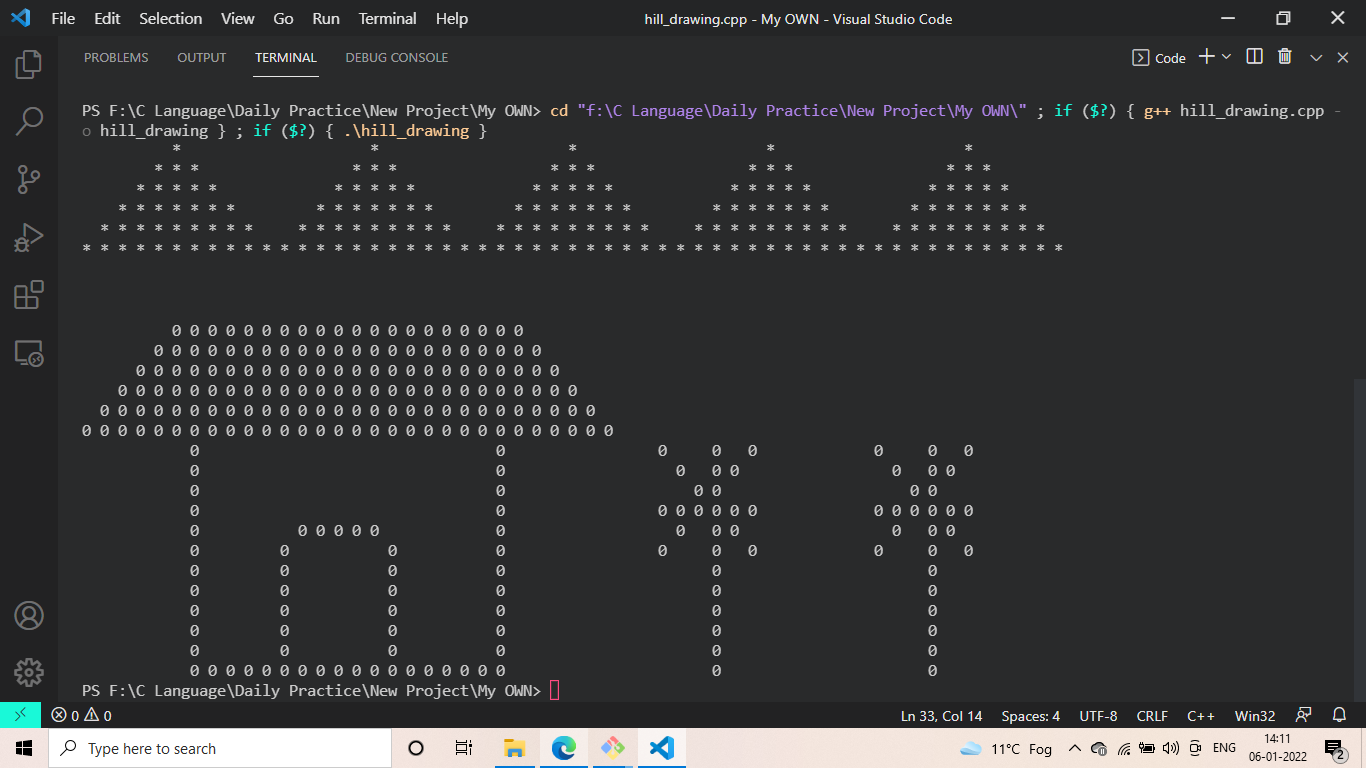 File Edit Selection View Go Run Terminal Help
hill_drawing.cpp - My OWN - Visual Studio Code
PROBLEMS OUTPUT TERMINAL DEBUG CONSOLE
Code
PS F:\C Language\Daily Practice\New Project\My OWN> cd "f:\C Language\Daily Practice\New Project\My OWN\" ; if ($?) { g++ hill_drawing.cpp -
o hill_drawing } ; if ($?) { .\hill_drawing }
          *                     *                     *                     *                     *
        * * *                 * * *                 * * *                 * * *                 * * *
      * * * * *             * * * * *             * * * * *             * * * * *             * * * * *
    * * * * * * *         * * * * * * *         * * * * * * *         * * * * * * *         * * * * * * *
  * * * * * * * * *     * * * * * * * * *     * * * * * * * * *     * * * * * * * * *     * * * * * * * * *
* * * * * * * * * * * * * * * * * * * * * * * * * * * * * * * * * * * * * * * * * * * * * * * * * * * * * * *
          0 0 0 0 0 0 0 0 0 0 0 0 0 0 0 0 0 0 0 0
        0 0 0 0 0 0 0 0 0 0 0 0 0 0 0 0 0 0 0 0 0 0
      0 0 0 0 0 0 0 0 0 0 0 0 0 0 0 0 0 0 0 0 0 0 0 0
    0 0 0 0 0 0 0 0 0 0 0 0 0 0 0 0 0 0 0 0 0 0 0 0 0 0
  0 0 0 0 0 0 0 0 0 0 0 0 0 0 0 0 0 0 0 0 0 0 0 0 0 0 0 0
0 0 0 0 0 0 0 0 0 0 0 0 0 0 0 0 0 0 0 0 0 0 0 0 0 0 0 0 0 0
            0                                 0                 0     0   0             0     0   0
            0                                 0                   0   0 0                 0   0 0
            0                                 0                     0 0                     0 0
            0                                 0                 0 0 0 0 0 0             0 0 0 0 0 0
            0           0 0 0 0 0             0                   0   0 0                 0   0 0
            0         0           0           0                 0     0   0             0     0   0
            0         0           0           0                       0                       0
            0         0           0           0                       0                       0
            0         0           0           0                       0                       0
            0         0           0           0                       0                       0
            0         0           0           0                       0                       0
            0 0 0 0 0 0 0 0 0 0 0 0 0 0 0 0 0 0                       0                       0
PS F:\C Language\Daily Practice\New Project\My OWN>
0 0 Ln 33, Col 14 Spaces: 4 UTF-8 CRLF C++ Win32
Type here to search
11°C Fog
ENG
14:11
06-01-2022
2